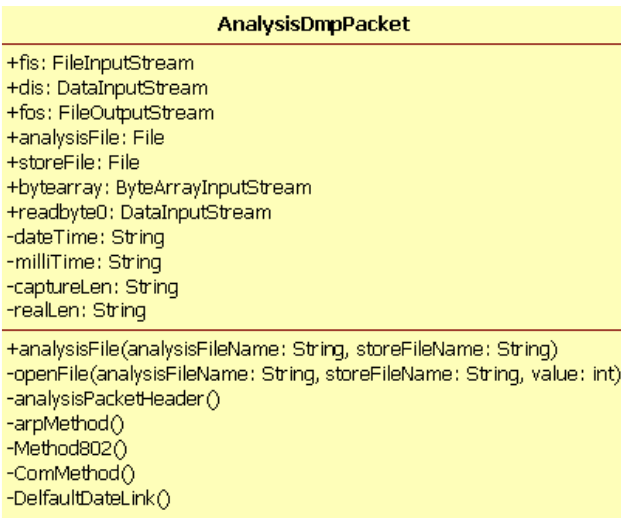 AnalysisDmpPacket
+fis: FileInputStream
+dis: DataInputStream
+fos: FileOutputStream
+analysisFile: File
+storeFile: File
+bytearray: ByteArrayInputStream
+readbyte0: DataInputStream
-dateTime: String
-milliTime: String
-captureLen: String
-realLen: String
+analysisFile(analysisFileName: String, storeFileName: String)
-openFile(analysisFileName: String, storeFileName: String, value: int)
-analysisPacketHeader()
-arpMethod()
-Method802()
-ComMethod()
-DelfaultDateLink()